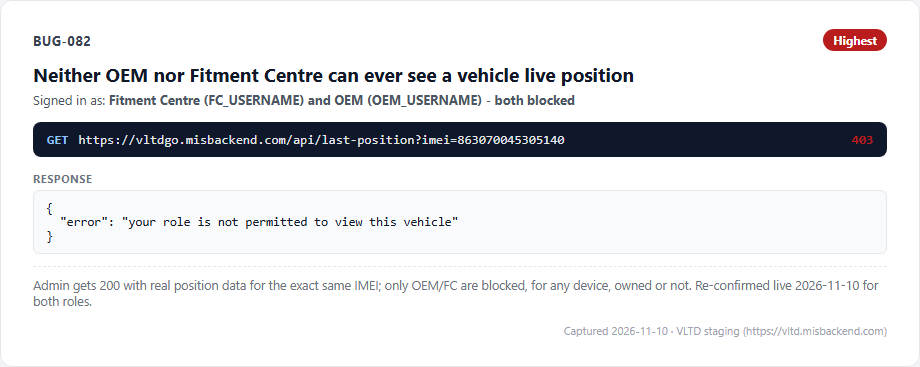 BUG-082
Highest
Neither OEM nor Fitment Centre can ever see a vehicle live position
Signed in as: Fitment Centre (FC_USERNAME) and OEM (OEM_USERNAME) - both blocked
GET https://vltdgo.misbackend.com/api/last-position?imei=863070045305140 403
RESPONSE
{
  "error": "your role is not permitted to view this vehicle"
}
Admin gets 200 with real position data for the exact same IMEI; only OEM/FC are blocked, for any device, owned or not. Re-confirmed live 2026-11-10 for
both roles.
Captured 2026-11-10 · VLTD staging (https://vltd.misbackend.com)